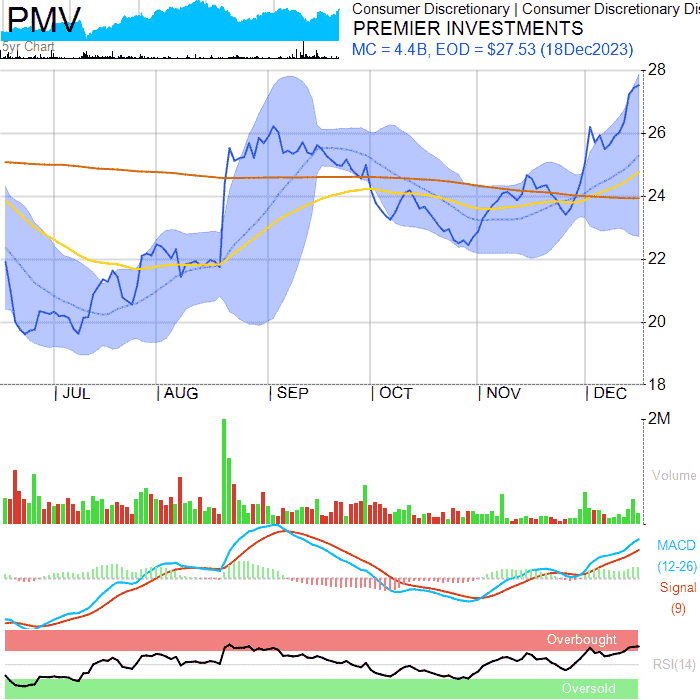 PMV
5yr Chart
Consumer Discretionary | Consumer Discretionary Dis
PREMIER INVESTMENTS
MC = 4.4B, EOD = $27.53 (18Dec2023)
28
26
24
22
20
18
| JUL | AUG | SEP | OCT | NOV | DEC
2M
Volume
MACD
(12-26)
Signal
(9)
Overbought
RSI(14)
Oversold